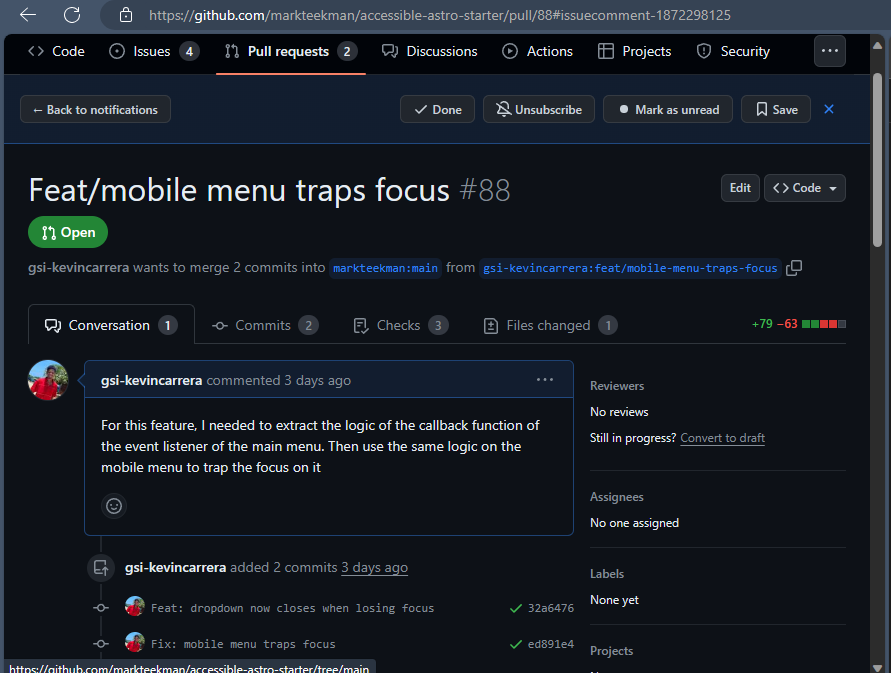 https://github.com/markteekman/accessible-astro-starter/pull/88#issuecomment-1872298125
Code Issues 4 Pull requests 2 Discussions Actions Projects Security
← Back to notifications Done Unsubscribe Mark as unread Save
Feat/mobile menu traps focus #88
Edit Code
Open
gsi-kevincarrera wants to merge 2 commits into markteekman:main from gsi-kevincarrera:feat/mobile-menu-traps-focus
Conversation 1 Commits 2 Checks 3 Files changed 1 +79 −63
gsi-kevincarrera commented 3 days ago
For this feature, I needed to extract the logic of the callback function of
the event listener of the main menu. Then use the same logic on the
mobile menu to trap the focus on it
Reviewers
No reviews
Still in progress? Convert to draft
Assignees
No one assigned
gsi-kevincarrera added 2 commits 3 days ago
Labels
None yet
Feat: dropdown now closes when losing focus 32a6476
Fix: mobile menu traps focus ed891e4
Projects
https://github.com/markteekman/accessible-astro-starter/tree/main